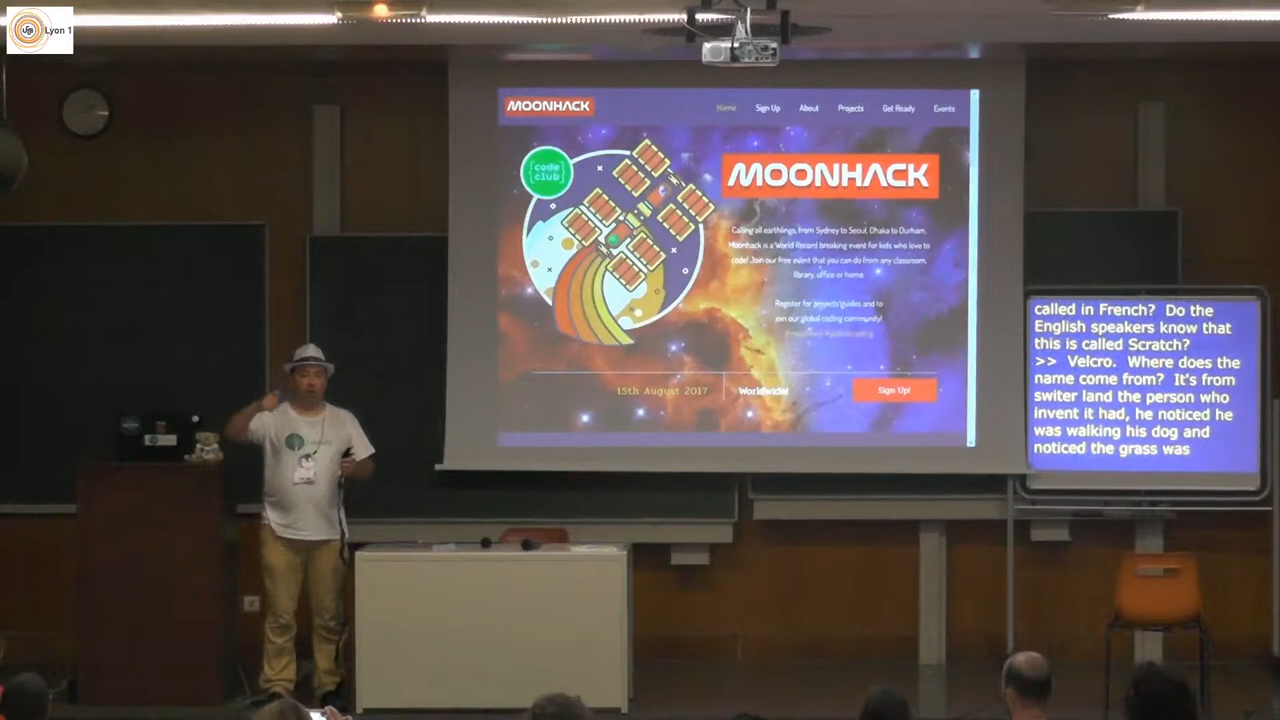 Lyon 1
MOONHACK
Home Sign Up About Projects Get Ready Events
code
club
MOONHACK
Calling all earthlings, from Sydney to Seoul, Dhaka to Durham,
Moonhack is a World Record breaking event for kids who love to
code! Join our free event that you can do from any classroom,
library, office or home.
Register for projects guides and to
join our global coding community!
15th August 2017 Worldwide!
Sign Up!
called in French? Do the
English speakers know that
this is called Scratch?
>> Velcro. Where does the
name come from? It's from
switer land the person who
invent it had, he noticed he
was walking his dog and
noticed the grass was